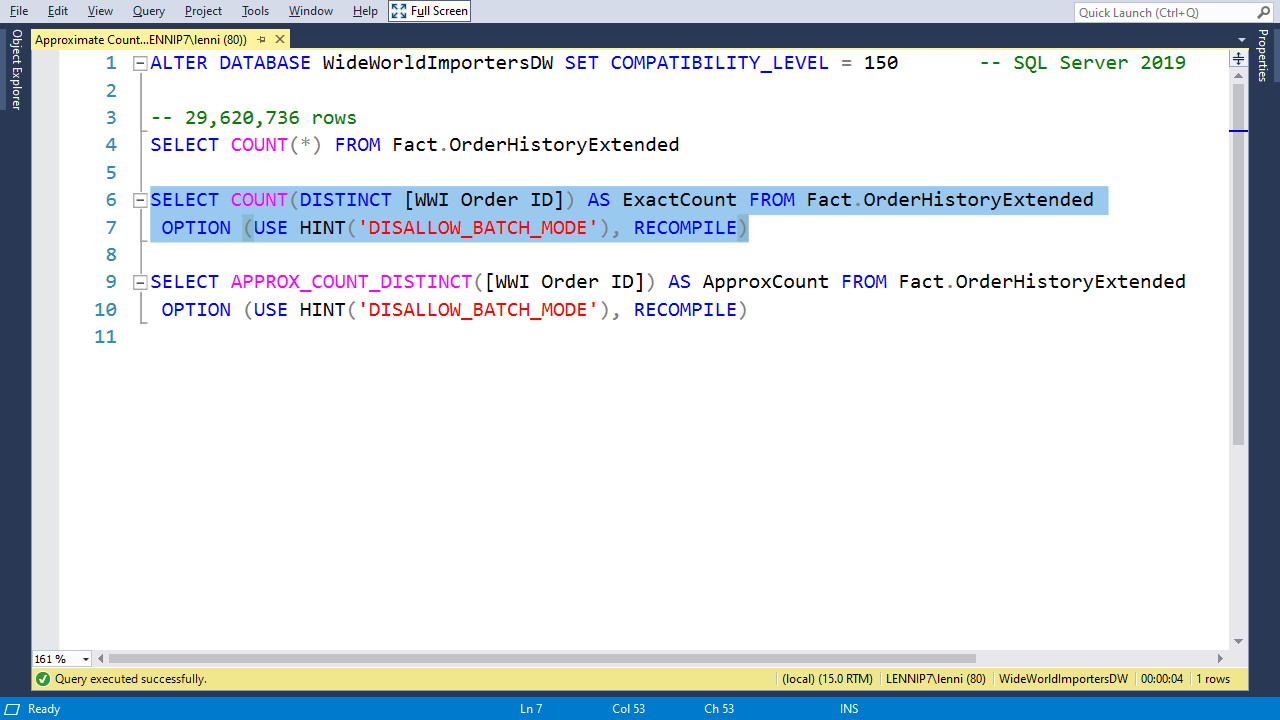 File Edit View Query Project Tools Window Help Full Screen
Quick Launch (Ctrl+Q)
Object Explorer
Approximate Count...ENNIP7\lenni (80))
Properties
1 ALTER DATABASE WideWorldImportersDW SET COMPATIBILITY_LEVEL = 150 -- SQL Server 2019
2
3 -- 29,620,736 rows
4 SELECT COUNT(*) FROM Fact.OrderHistoryExtended
5
6 SELECT COUNT(DISTINCT [WWI Order ID]) AS ExactCount FROM Fact.OrderHistoryExtended
7 OPTION (USE HINT('DISALLOW_BATCH_MODE'), RECOMPILE)
8
9 SELECT APPROX_COUNT_DISTINCT([WWI Order ID]) AS ApproxCount FROM Fact.OrderHistoryExtended
10 OPTION (USE HINT('DISALLOW_BATCH_MODE'), RECOMPILE)
11
161 %
Query executed successfully. (local) (15.0 RTM) LENNIP7\lenni (80) WideWorldImportersDW 00:00:04 1 rows
Ready Ln 7 Col 53 Ch 53 INS